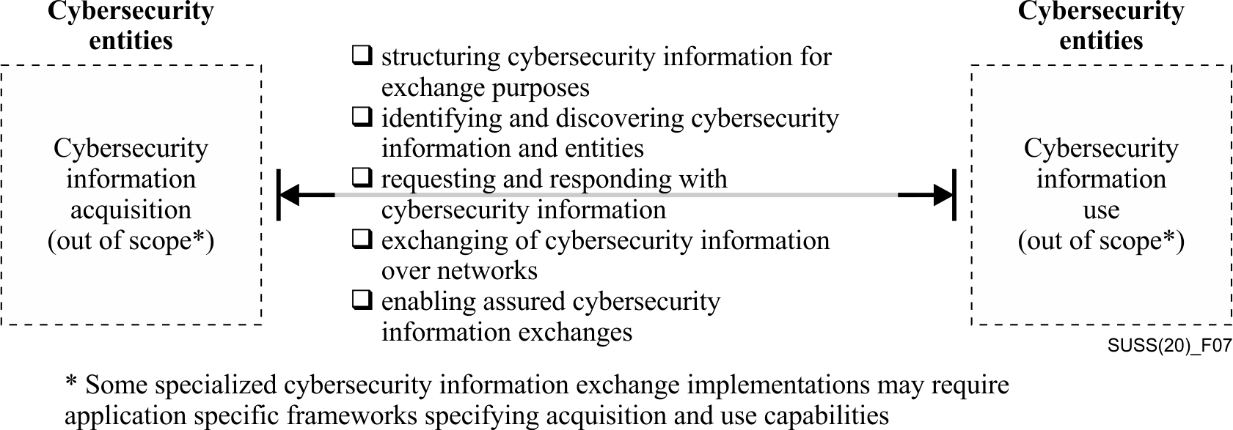 Cybersecurity
entities
Cybersecurity
information
acquisition
(out of scope*)
❑ structuring cybersecurity information for
exchange purposes
❑ identifying and discovering cybersecurity
information and entities
❑ requesting and responding with
cybersecurity information
❑ exchanging of cybersecurity information
over networks
❑ enabling assured cybersecurity
information exchanges
Cybersecurity
entities
Cybersecurity
information
use
(out of scope*)
SUSS(20)_F07
* Some specialized cybersecurity information exchange implementations may require
application specific frameworks specifying acquisition and use capabilities